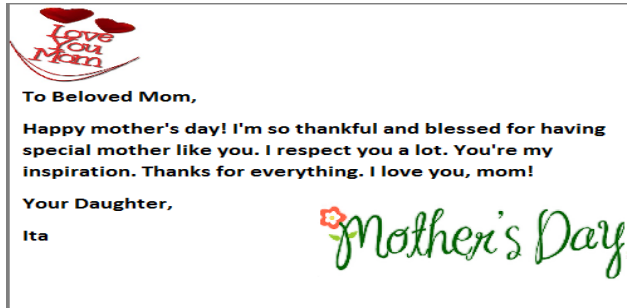 Love
You
Mom
To Beloved Mom,
Happy mother's day! I'm so thankful and blessed for having
special mother like you. I respect you a lot. You're my
inspiration. Thanks for everything. I love you, mom!
Your Daughter,
Ita
Mother's Day